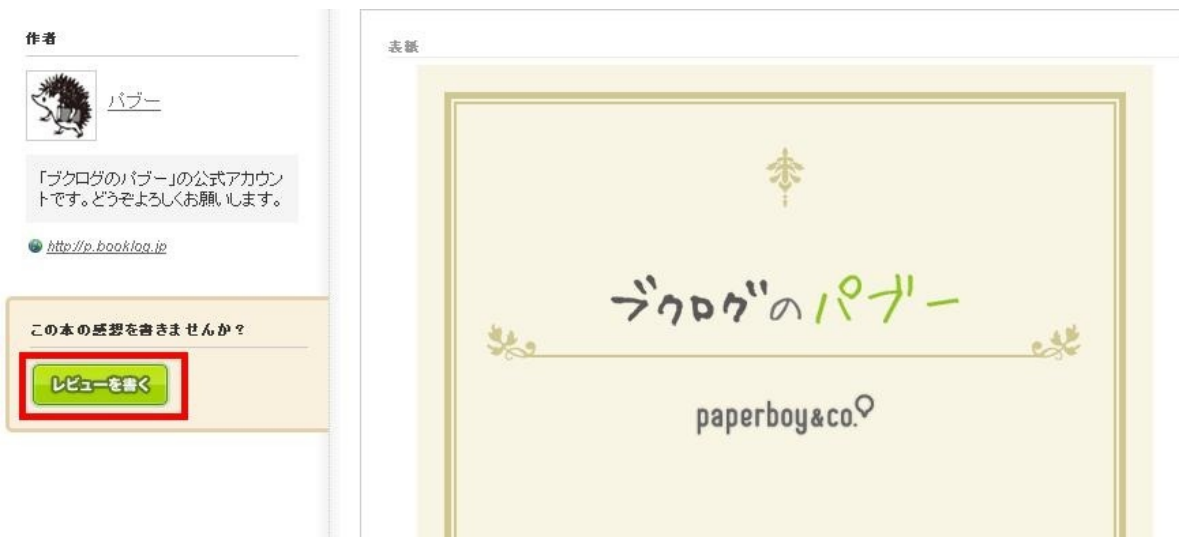 作者
パブー
「ブクログのパブー」の公式アカウン
トです。どうぞよろしくお願いします。
http://p.booklog.jp
この本の感想を書きませんか？
レビューを書く
表紙
ブクログのパブー
paperboy&co.